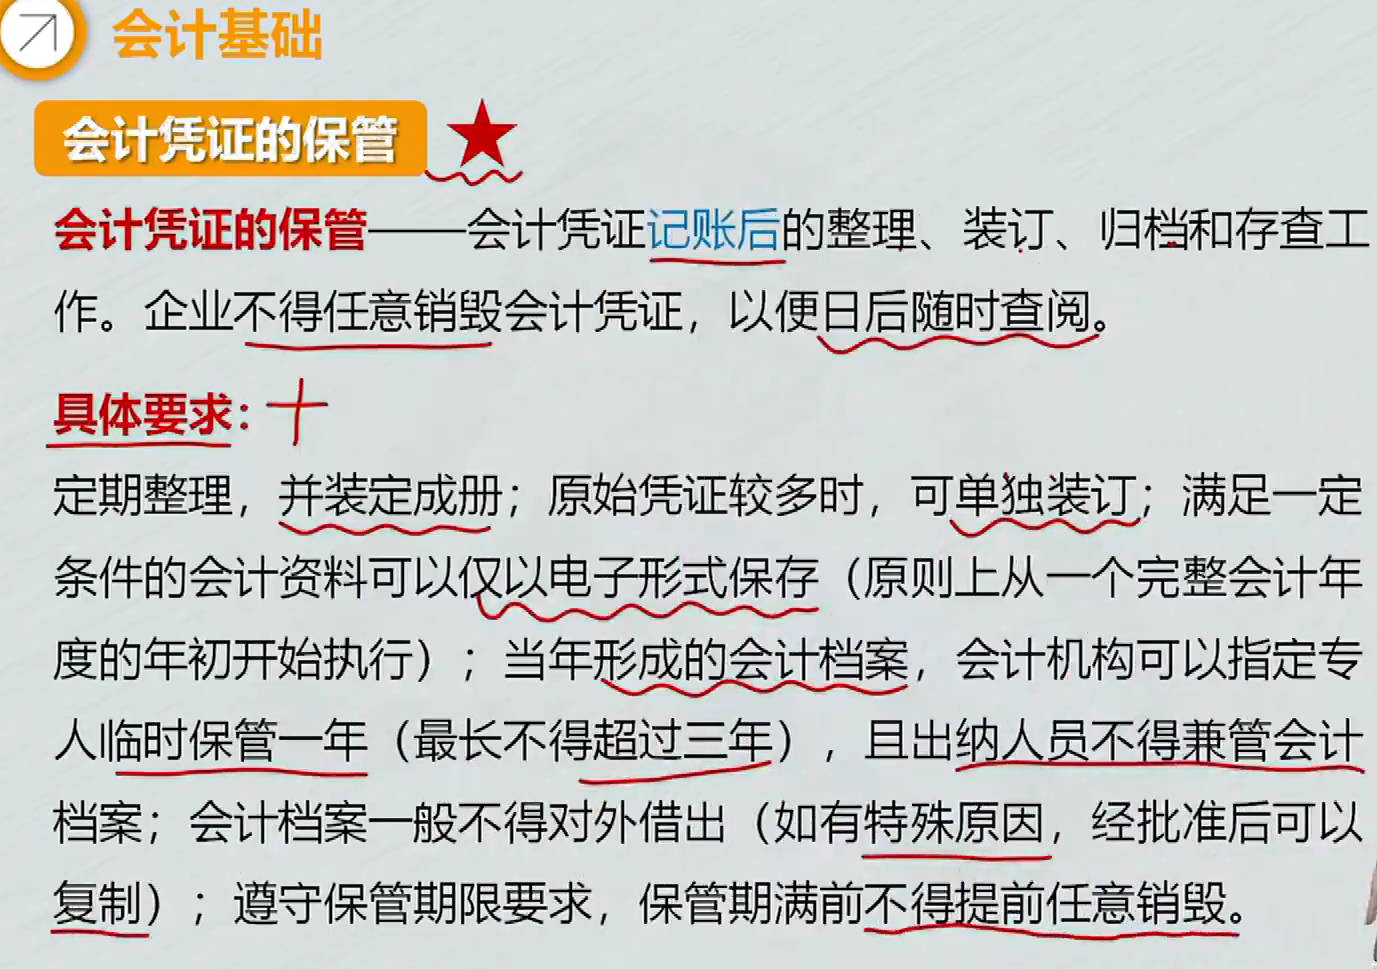 会计基础
会计凭证的保管
会计凭证的保管——会计凭证记账后的整理、装订、归档和存查工
作。企业不得任意销毁会计凭证，以便日后随时查阅。
具体要求：
定期整理，并装定成册；原始凭证较多时，可单独装订；满足一定
条件的会计资料可以仅以电子形式保存（原则上从一个完整会计年
度的年初开始执行）；当年形成的会计档案，会计机构可以指定专
人临时保管一年（最长不得超过三年），且出纳人员不得兼管会计
档案；会计档案一般不得对外借出（如有特殊原因，经批准后可以
复制）；遵守保管期限要求，保管期满前不得提前任意销毁。